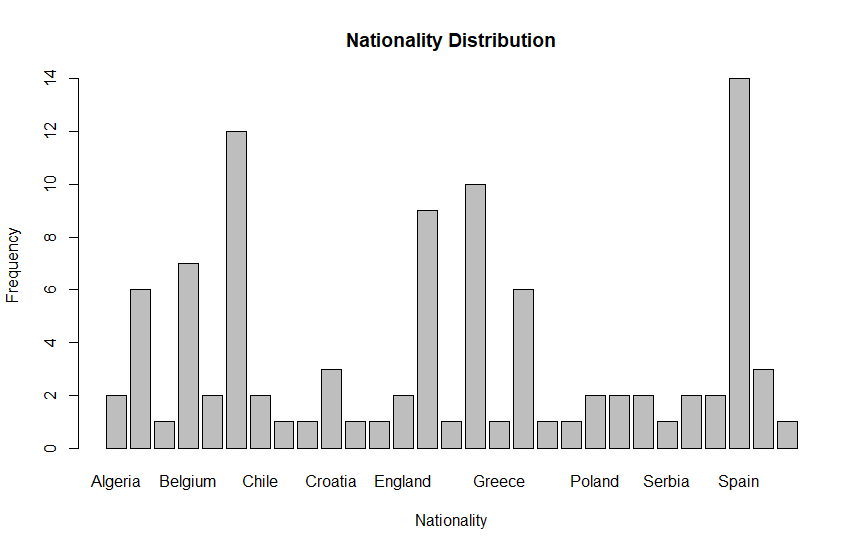 Nationality Distribution
14
12
10
8
6
4
2
0
Frequency
Algeria Belgium Chile Croatia England Greece Poland Serbia Spain
Nationality